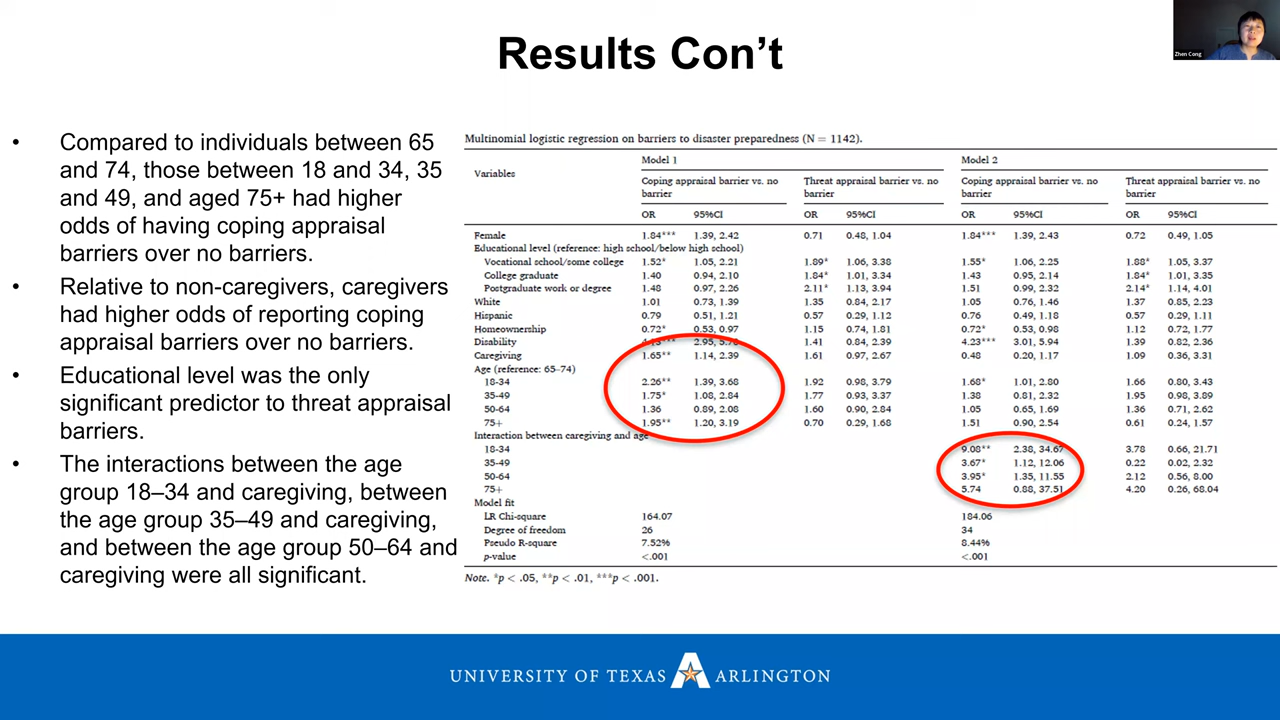 Results Con't
Zhen Cong
• Compared to individuals between 65
and 74, those between 18 and 34, 35
and 49, and aged 75+ had higher
odds of having coping appraisal
barriers over no barriers.
• Relative to non-caregivers, caregivers
had higher odds of reporting coping
appraisal barriers over no barriers.
• Educational level was the only
significant predictor to threat appraisal
barriers.
• The interactions between the age
group 18–34 and caregiving, between
the age group 35–49 and caregiving,
and between the age group 50–64 and
caregiving were all significant.
Multinomial logistic regression on barriers to disaster preparedness (N = 1142).
Variables
Model 1 Model 2
Coping appraisal barrier vs. no barrier Threat appraisal barrier vs. no barrier Coping appraisal barrier vs. no barrier Threat appraisal barrier vs. no barrier
OR 95%CI OR 95%CI OR 95%CI OR 95%CI
Female 1.84*** 1.39, 2.42 0.71 0.48, 1.04 1.84*** 1.39, 2.43 0.72 0.49, 1.05
Educational level (reference: high school/below high school)
Vocational school/some college 1.52* 1.05, 2.21 1.89* 1.06, 3.38 1.55* 1.06, 2.25 1.88* 1.05, 3.37
College graduate 1.40 0.94, 2.10 1.84* 1.01, 3.34 1.43 0.95, 2.14 1.84* 1.01, 3.35
Postgraduate work or degree 1.48 0.97, 2.26 2.11* 1.13, 3.94 1.51 0.99, 2.32 2.14* 1.14, 4.01
White 1.01 0.73, 1.39 1.35 0.84, 2.17 1.05 0.76, 1.46 1.37 0.85, 2.23
Hispanic 0.79 0.51, 1.21 0.57 0.29, 1.12 0.76 0.49, 1.18 0.57 0.29, 1.11
Homeownership 0.72* 0.53, 0.97 1.15 0.74, 1.81 0.72* 0.53, 0.98 1.12 0.72, 1.77
Disability 2.95, 1.41 0.84, 2.39 4.23*** 3.01, 5.94 1.39 0.82, 2.36
Caregiving 1.65** 1.14, 2.39 1.61 0.97, 2.67 0.48 0.20, 1.17 1.09 0.36, 3.31
Age (reference: 65–74)
18-34 2.26** 1.39, 3.68 1.92 0.98, 3.79 1.68* 1.01, 2.80 1.66 0.80, 3.43
35-49 1.75* 1.08, 2.84 1.77 0.93, 3.37 1.38 0.81, 2.32 1.95 0.98, 3.89
50-64 1.36 0.89, 2.08 1.60 0.90, 2.84 1.05 0.65, 1.69 1.36 0.71, 2.62
75+ 1.95** 1.20, 3.19 0.70 0.29, 1.68 1.51 0.90, 2.54 0.61 0.24, 1.57
Interaction between caregiving and age
18-34 9.08** 2.38, 34.67 3.78 0.66, 21.71
35-49 3.67* 1.12, 12.06 0.22 0.02, 2.32
50-64 3.95* 1.35, 11.55 2.12 0.56, 8.00
75+ 5.74 0.88, 37.51 4.20 0.26, 68.04
Model fit
LR Chi-square 164.07 184.06
Degree of freedom 26 34
Pseudo R-square 7.52% 8.44%
p-value <.001 <.001
Note. *p < .05, **p < .01, ***p < .001.
UNIVERSITY OF TEXAS A ARLINGTON